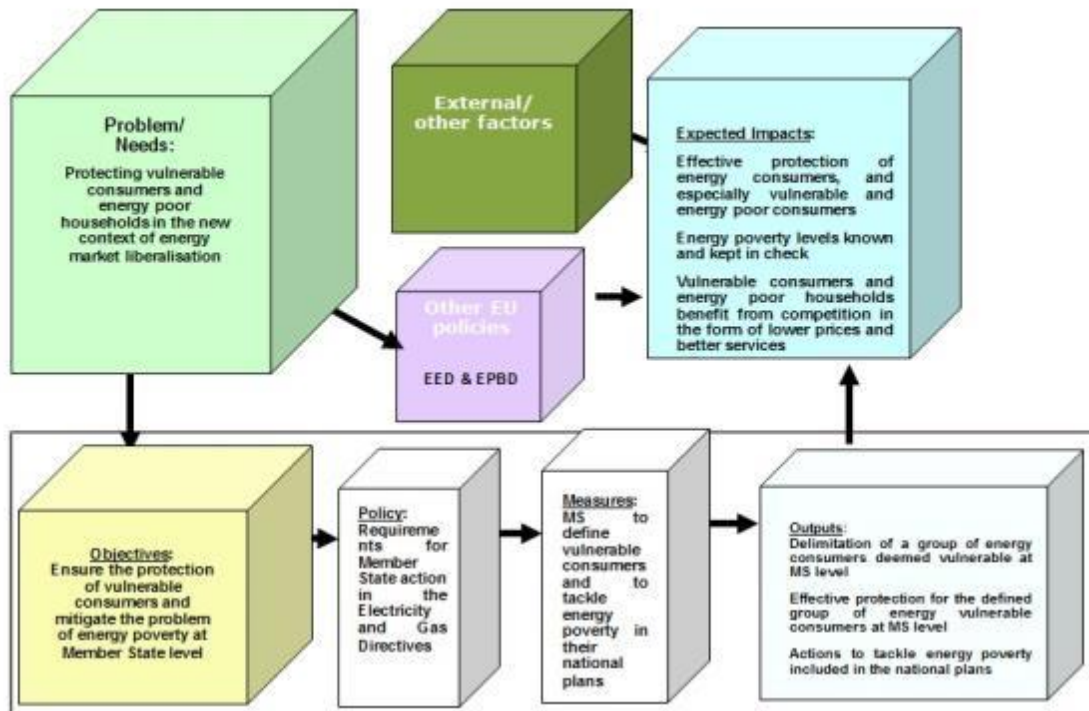 Problem/
Needs:
Protecting vulnerable
consumers and
energy poor
households in the new
context of energy
market liberalisation
External/
other factors
Other EU
policies
EED & EPBD
Expected Impacts:
Effective protection of
energy consumers, and
especially vulnerable and
energy poor consumers
Energy poverty levels known
and kept in check
Vulnerable consumers and
energy poor households
benefit from competition in
the form of lower prices and
better services
Objectives:
Ensure the protection
of vulnerable
consumers and
mitigate the problem
of energy poverty at
Member State level
Policy:
Requireme
nts for
Member
State action
in the
Electricity
and Gas
Directives
Measures:
MS to
define
vulnerable
consumers
and to
tackle
energy
poverty in
their
national
plans
Outputs:
Delimitation of a group of energy
consumers deemed vulnerable at
MS level
Effective protection for the defined
group of energy vulnerable
consumers at MS level
Actions to tackle energy poverty
included in the national plans